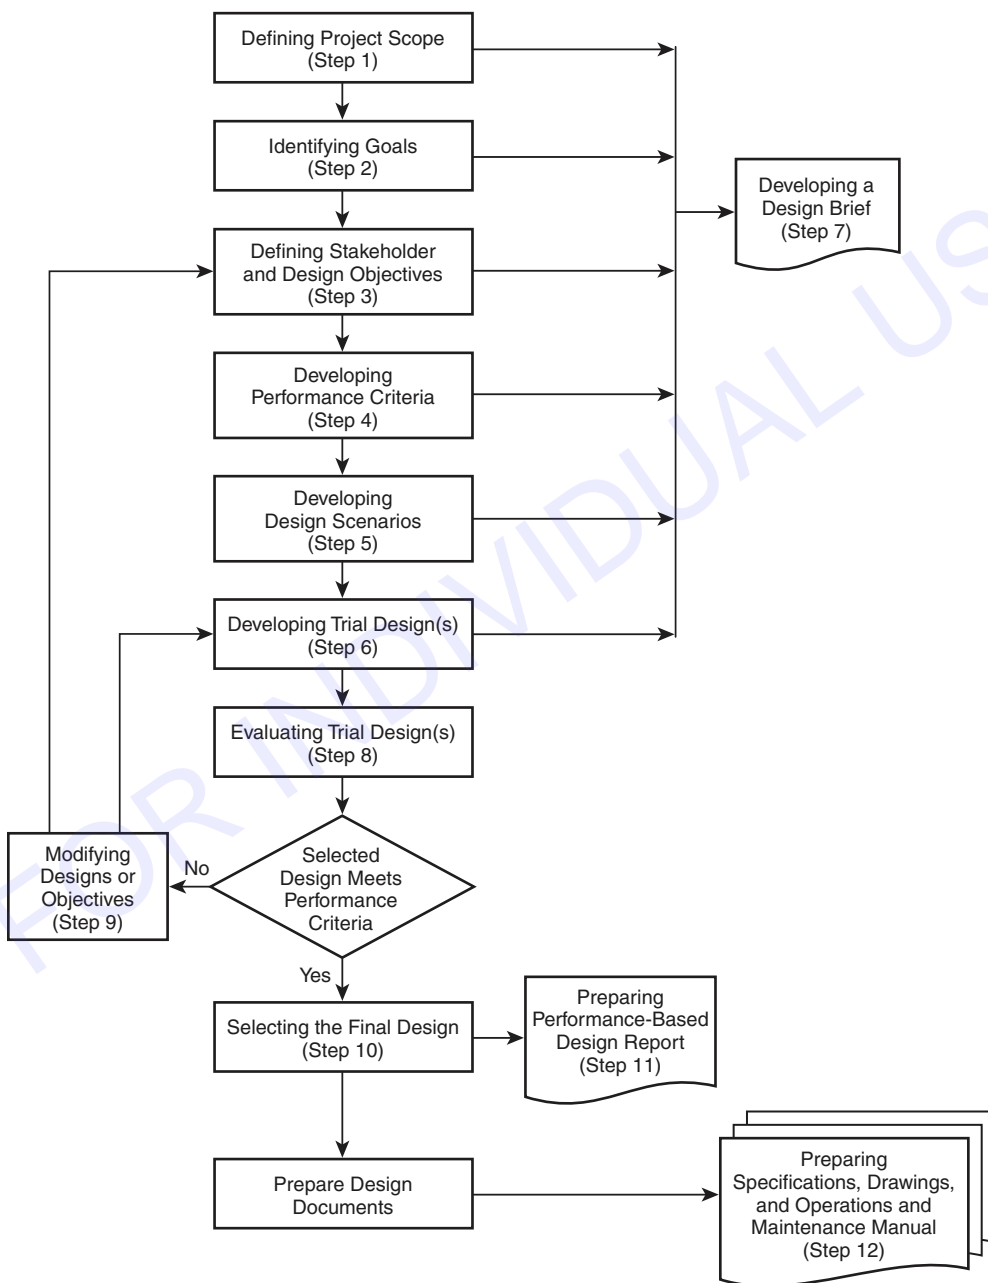 Defining Project Scope
(Step 1)
Identifying Goals
(Step 2)
Developing a
Design Brief
(Step 7)
Defining Stakeholder
and Design Objectives
(Step 3)
Developing
Performance Criteria
(Step 4)
Developing
Design Scenarios
(Step 5)
Developing Trial Design(s)
(Step 6)
Evaluating Trial Design(s)
(Step 8)
Modifying
Designs or
Objectives
(Step 9)
No
Selected
Design Meets
Performance
Criteria
Yes
Selecting the Final Design
(Step 10)
Preparing
Performance-Based
Design Report
(Step 11)
Prepare Design
Documents
Preparing
Specifications, Drawings,
and Operations and
Maintenance Manual
(Step 12)
FOR INDIVIDUAL US